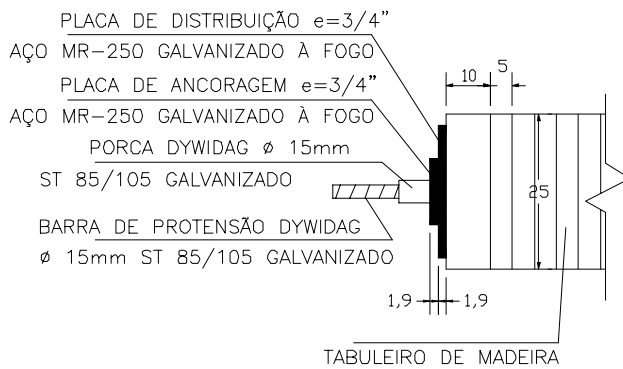 PLACA DE DISTRIBUIÇÃO e=3/4"
AÇO MR-250 GALVANIZADO À FOGO
PLACA DE ANCORAGEM e=3/4"
AÇO MR-250 GALVANIZADO À FOGO
PORCA DYWIDAG ø 15mm
ST 85/105 GALVANIZADO
BARRA DE PROTENSÃO DYWIDAG
ø 15mm ST 85/105 GALVANIZADO
10
5
25
1,9
1,9
TABULEIRO DE MADEIRA